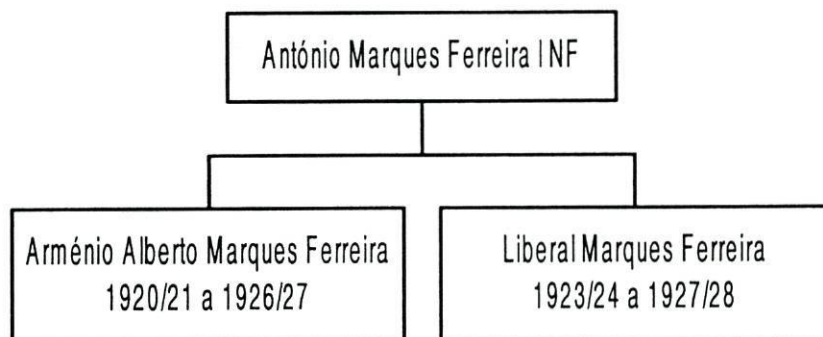 António Marques Ferreira INF
Arménio Alberto Marques Ferreira
1920/21 a 1926/27
Liberal Marques Ferreira
1923/24 a 1927/28